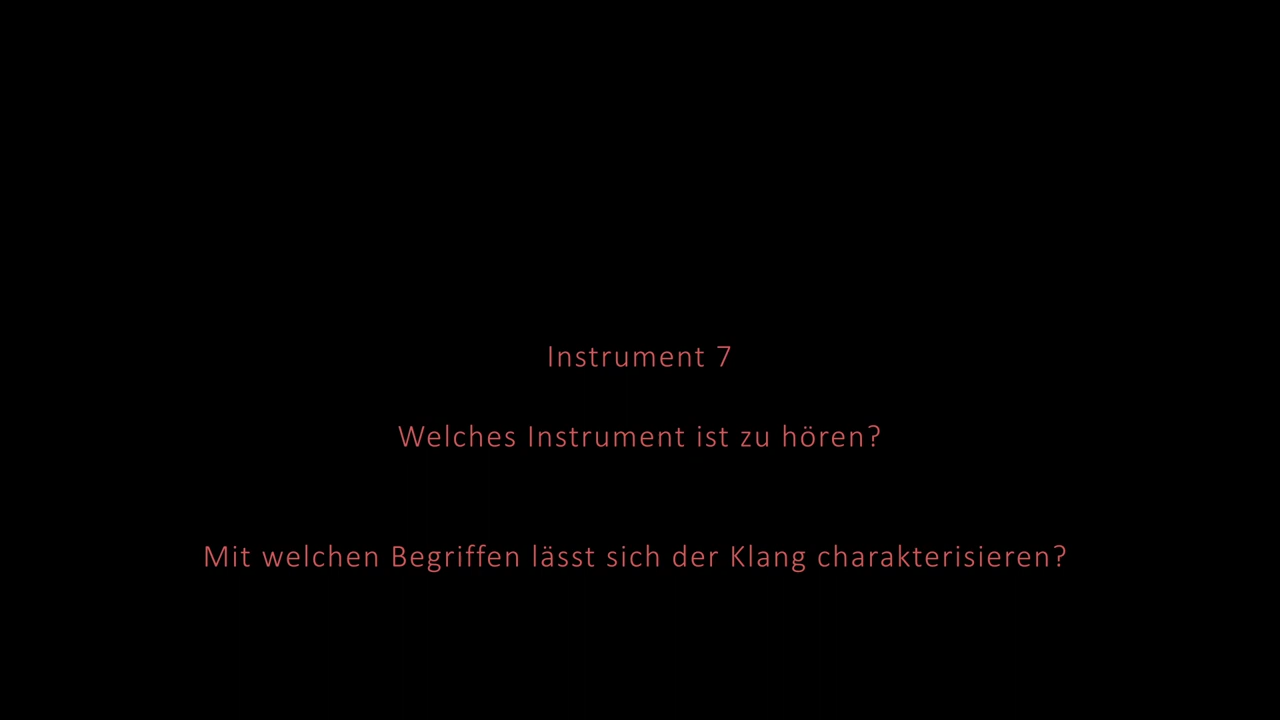 Instrument 7
Welches Instrument ist zu hören?
Mit welchen Begriffen lässt sich der Klang charakterisieren?